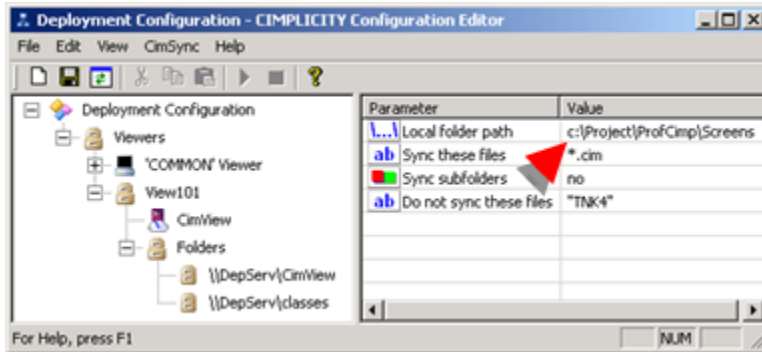 Deployment Configuration - CIMPLICITY Configuration Editor
File Edit View CimSync Help
Deployment Configuration
Viewers
'COMMON' Viewer
View101
CimView
Folders
\\DepServ\CimView
\\DepServ\classes
Parameter Value
\...\ Local folder path c:\Project\ProfCimp\Screens
ab Sync these files *.cim
Sync subfolders no
ab Do not sync these files "TNK4"
For Help, press F1 NUM